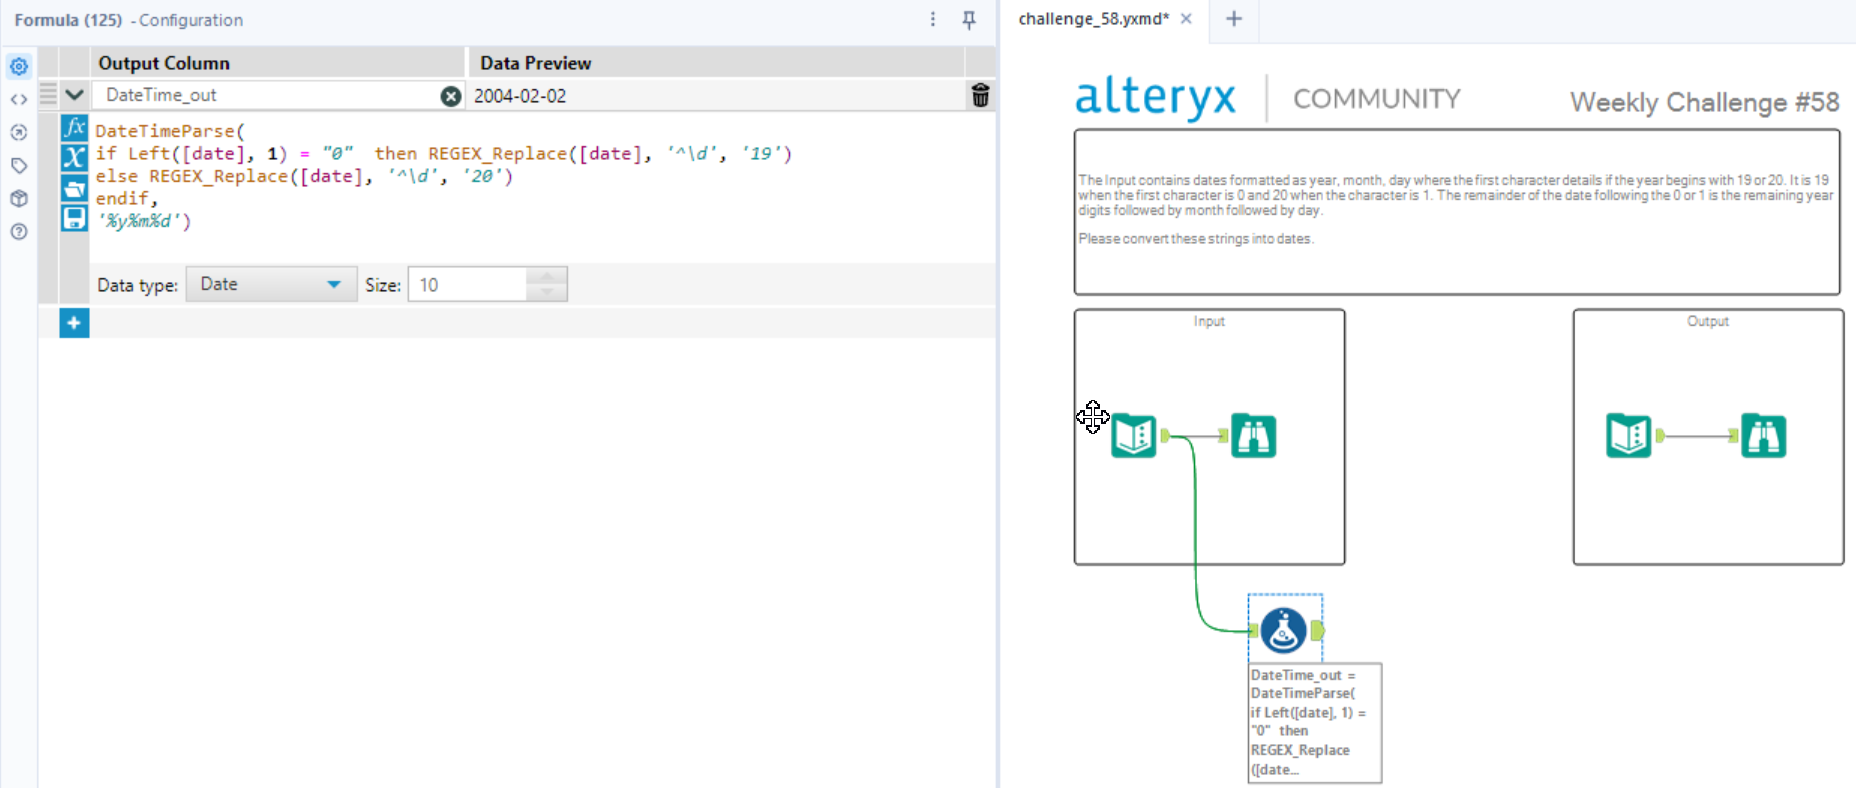 Formula (125) - Configuration
Output Column
Data Preview
DateTime_out
2004-02-02
fx
DateTimeParse(
if Left([date], 1) = "0"  then REGEX_Replace([date], '^\d', '19')
else REGEX_Replace([date], '^\d', '20')
endif,
'%y%m%d')
X
Data type: Date Size: 10
challenge_58.yxmd*
alteryx COMMUNITY
Weekly Challenge #58
The Input contains dates formatted as year, month, day where the first character details if the year begins with 19 or 20. It is 19
when the first character is 0 and 20 when the character is 1. The remainder of the date following the 0 or 1 is the remaining year
digits followed by month followed by day.
Please convert these strings into dates.
Input
Output
DateTime_out =
DateTimeParse(
if Left([date], 1) =
"0"  then
REGEX_Replace
([date...